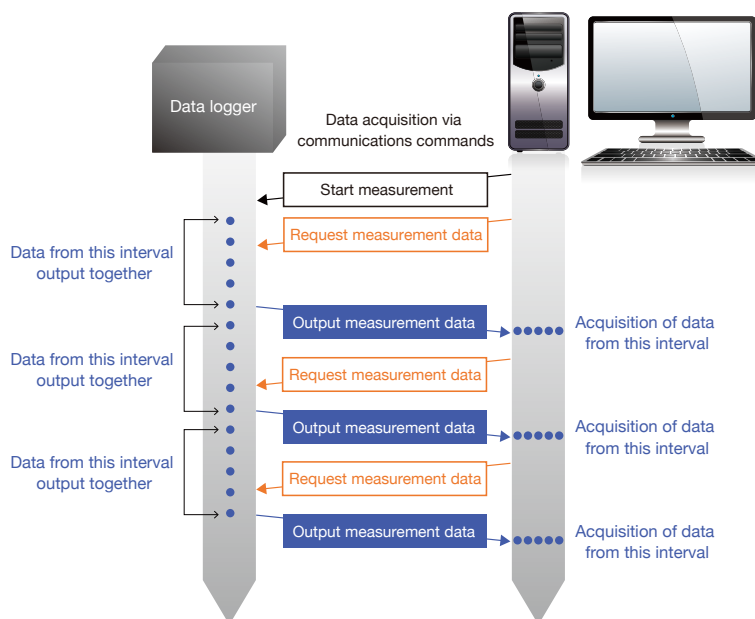 Data logger
Data acquisition via
communications commands
Start measurement
Request measurement data
Data from this interval
output together
Output measurement data
Acquisition of data
from this interval
Data from this interval
output together
Request measurement data
Output measurement data
Acquisition of data
from this interval
Data from this interval
output together
Request measurement data
Output measurement data
Acquisition of data
from this interval